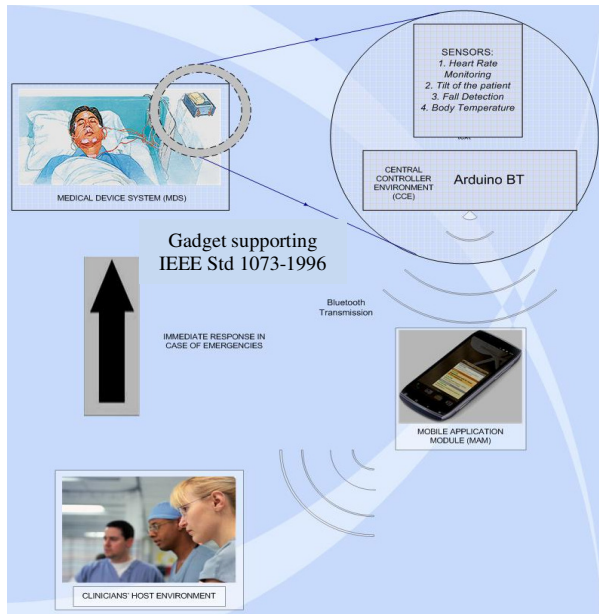 SENSORS:
1. Heart Rate
Monitoring
2. Tilt of the patient
3. Fall Detection
4. Body Temperature
CENTRAL
CONTROLLER
ENVIRONMENT
(CCE)
Arduino BT
MEDICAL DEVICE SYSTEM (MDS)
Gadget supporting
IEEE Std 1073-1996
Bluetooth
Transmission
IMMEDIATE RESPONSE IN
CASE OF EMERGENCIES
MOBILE APPLICATION
MODULE (MAM)
CLINICIANS' HOST ENVIRONMENT